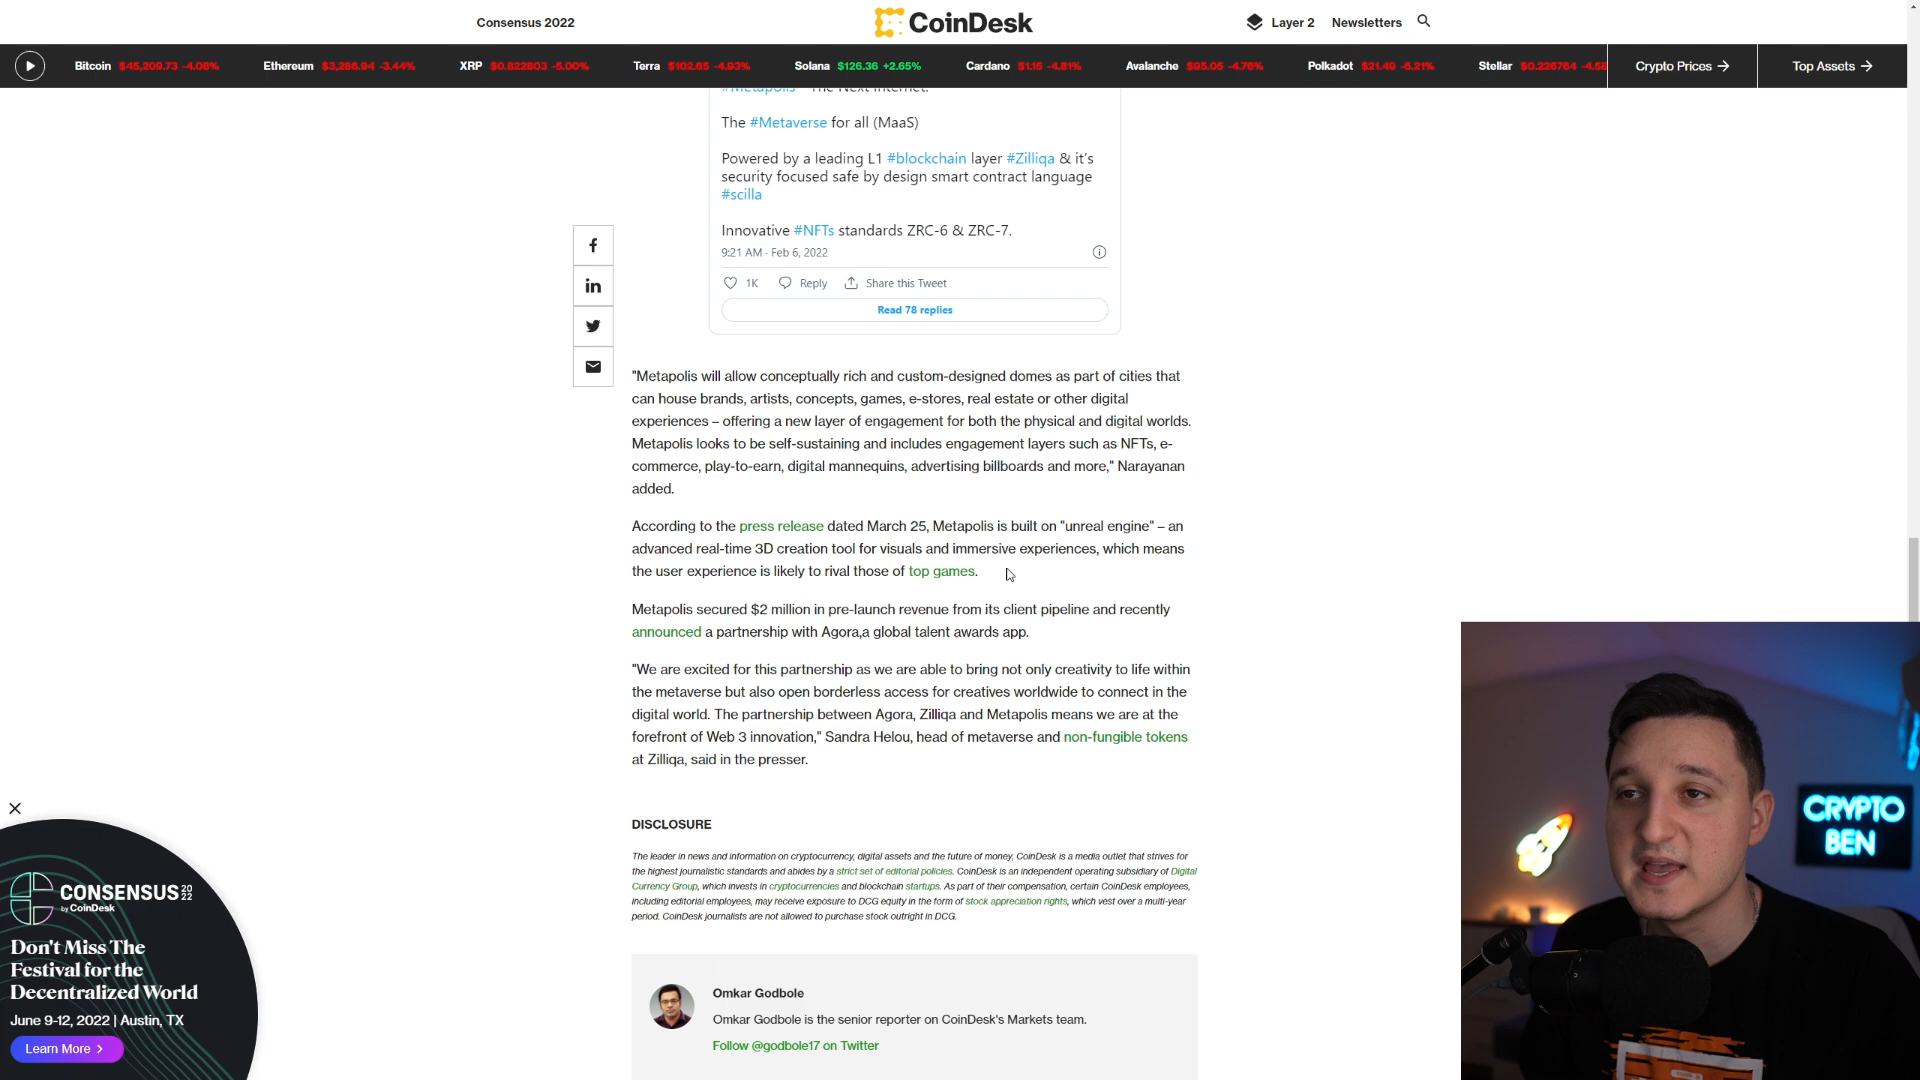 Consensus 2022
CoinDesk
Layer 2 Newsletters
Bitcoin $45,209.73 -4.08% Ethereum $3,286.94 -3.44% XRP $0.822803 -5.00% Terra $102.65 -4.93% Solana $126.36 +2.65% Cardano $1.15 -4.81% Avalanche $95.05 -4.76% Polkadot $21.49 -6.21% Stellar $0.226764 Crypto Prices → Top Assets →
The #Metaverse for all (MaaS)
Powered by a leading L1 #blockchain layer #Zilliqa & it's
security focused safe by design smart contract language
#scilla
Innovative #NFTs standards ZRC-6 & ZRC-7.
9:21 AM · Feb 6, 2022
1K Reply Share this Tweet
Read 78 replies
"Metapolis will allow conceptually rich and custom-designed domes as part of cities that
can house brands, artists, concepts, games, e-stores, real estate or other digital
experiences – offering a new layer of engagement for both the physical and digital worlds.
Metapolis looks to be self-sustaining and includes engagement layers such as NFTs, e-
commerce, play-to-earn, digital mannequins, advertising billboards and more," Narayanan
added.
According to the press release dated March 25, Metapolis is built on "unreal engine" – an
advanced real-time 3D creation tool for visuals and immersive experiences, which means
the user experience is likely to rival those of top games.
Metapolis secured $2 million in pre-launch revenue from its client pipeline and recently
announced a partnership with Agora,a global talent awards app.
"We are excited for this partnership as we are able to bring not only creativity to life within
the metaverse but also open borderless access for creatives worldwide to connect in the
digital world. The partnership between Agora, Zilliqa and Metapolis means we are at the
forefront of Web 3 innovation," Sandra Helou, head of metaverse and non-fungible tokens
at Zilliqa, said in the presser.
DISCLOSURE
The leader in news and information on cryptocurrency, digital assets and the future of money, CoinDesk is a media outlet that strives for
the highest journalistic standards and abides by a strict set of editorial policies. CoinDesk is an independent operating subsidiary of Digital
Currency Group, which invests in cryptocurrencies and blockchain startups. As part of their compensation, certain CoinDesk employees,
including editorial employees, may receive exposure to DCG equity in the form of stock appreciation rights, which vest over a multi-year
period. CoinDesk journalists are not allowed to purchase stock outright in DCG.
Omkar Godbole
Omkar Godbole is the senior reporter on CoinDesk's Markets team.
Follow @godbole17 on Twitter
CONSENSUS 2022
by CoinDesk
Don't Miss The
Festival for the
Decentralized World
June 9-12, 2022 | Austin, TX
Learn More >
CRYPTO
BEN